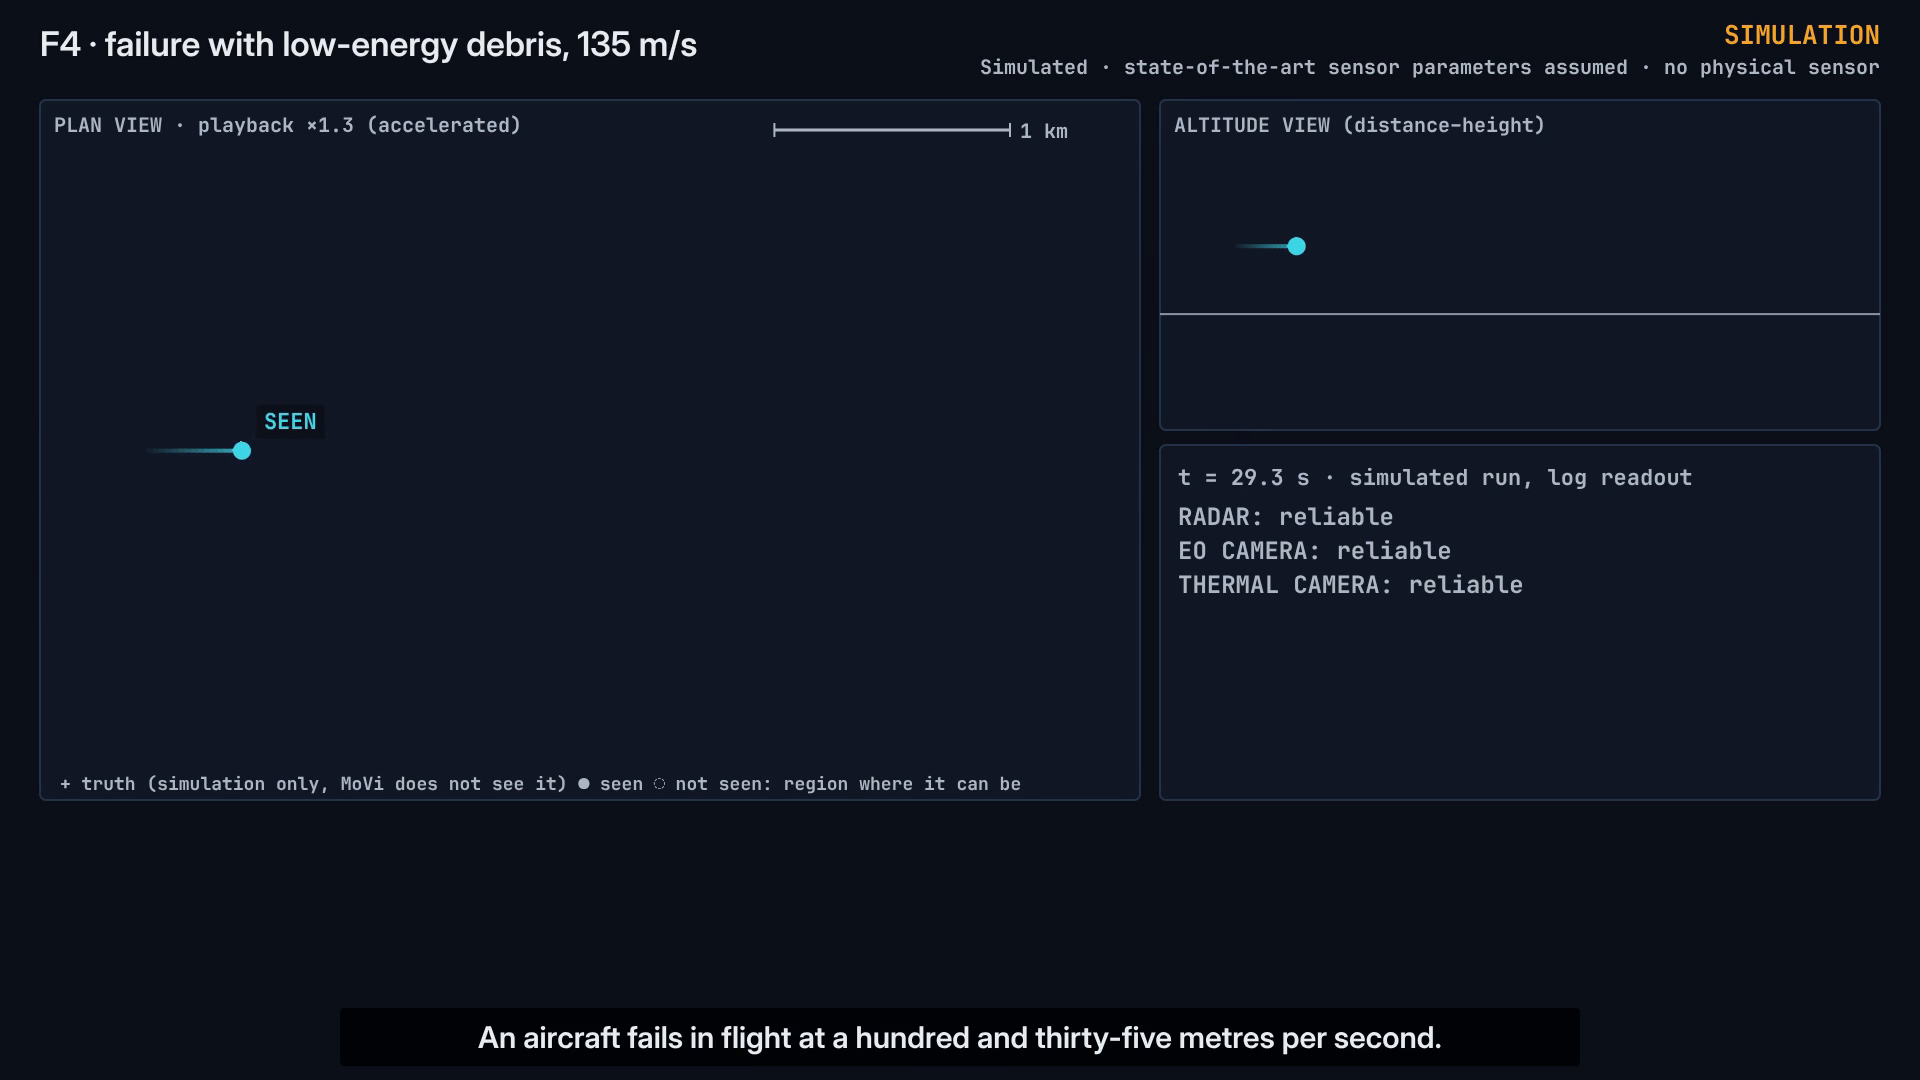 F4 · failure with low-energy debris, 135 m/s
SIMULATION
Simulated · state-of-the-art sensor parameters assumed · no physical sensor
PLAN VIEW · playback ×1.3 (accelerated)
1 km
ALTITUDE VIEW (distance–height)
SEEN
t = 29.3 s · simulated run, log readout
RADAR: reliable
EO CAMERA: reliable
THERMAL CAMERA: reliable
+ truth (simulation only, MoVi does not see it) ● seen ◌ not seen: region where it can be
An aircraft fails in flight at a hundred and thirty-five metres per second.